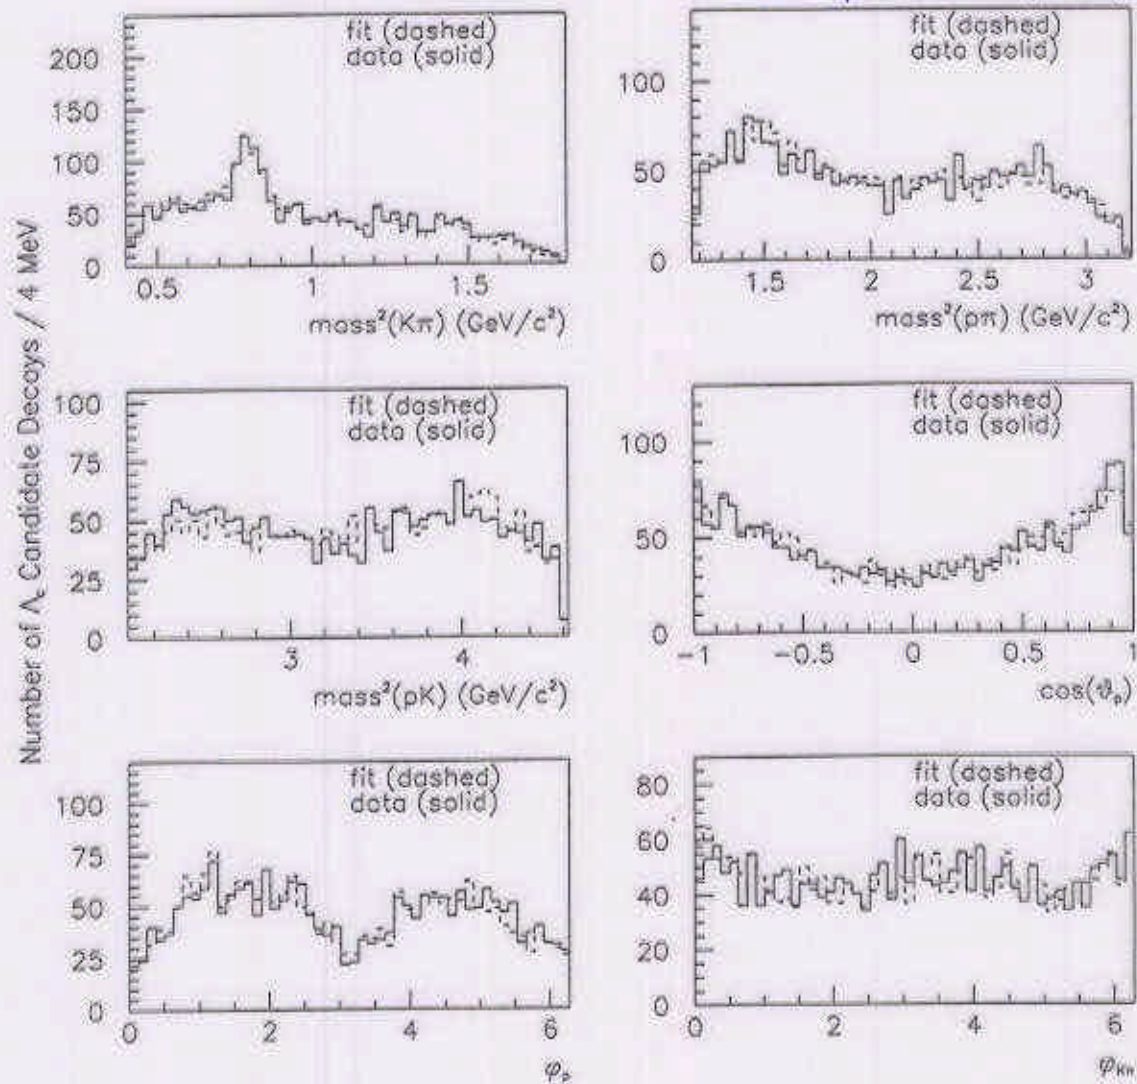 Number of Λc Candidate Decays / 4 MeV
fit (dashed)
data (solid)
200
150
100
50
0
0.5
1
1.5
mass²(Kπ) (GeV/c²)
fit (dashed)
data (solid)
100
50
0
1.5
2
2.5
3
mass²(pπ) (GeV/c²)
fit (dashed)
data (solid)
100
75
50
25
0
3
4
mass²(pK) (GeV/c²)
fit (dashed)
data (solid)
100
50
0
-1
-0.5
0
0.5
1
cos(ϑp)
fit (dashed)
data (solid)
100
75
50
25
0
0
2
4
6
φp
fit (dashed)
data (solid)
80
60
40
20
0
0
2
4
6
φKπ